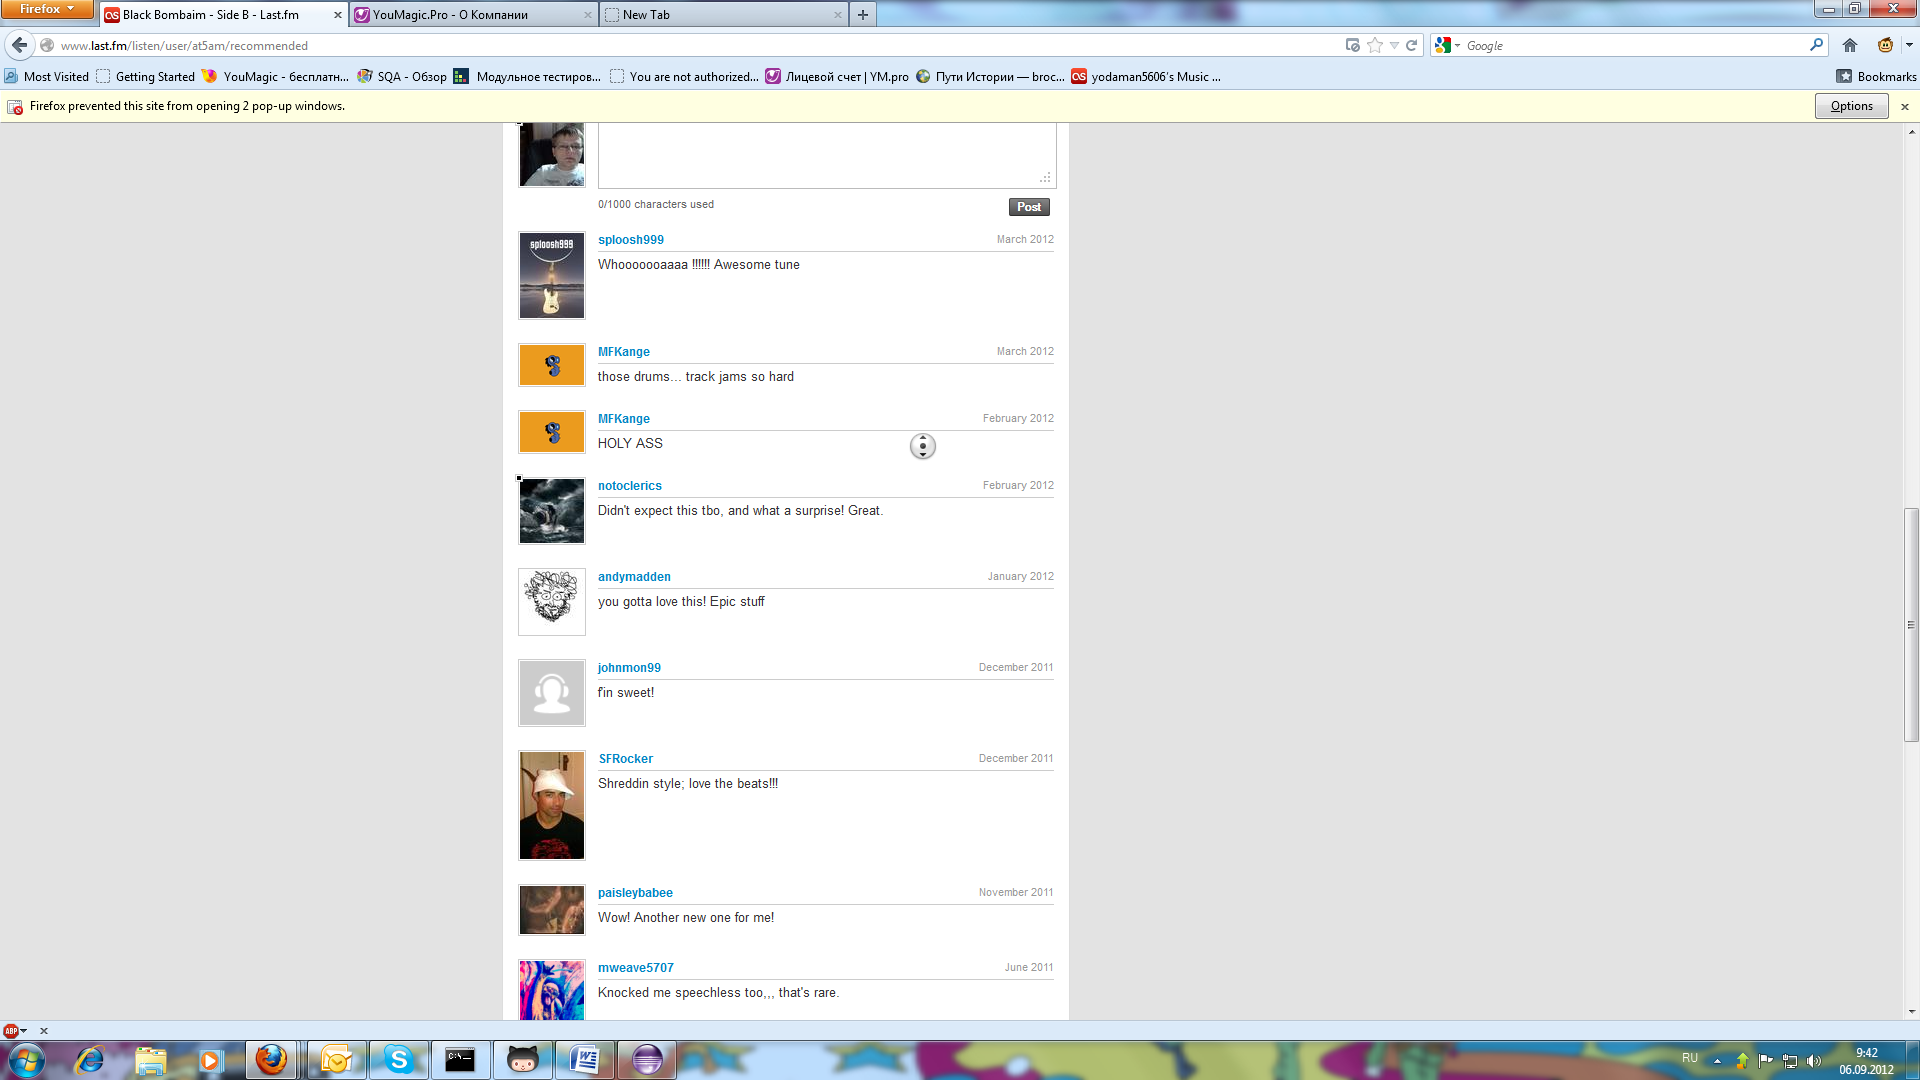 Firefox
Black Bombaim - Side B - Last.fm
YouMagic.Pro - О Компании
New Tab
www.last.fm/listen/user/at5am/recommended
Google
Most Visited
Getting Started
YouMagic - бесплатн...
SQA - Обзор
Модульное тестиров...
You are not authorized...
Лицевой счет | YM.pro
Пути Истории — broc...
yodaman5606's Music ...
Bookmarks
Firefox prevented this site from opening 2 pop-up windows.
Options
0/1000 characters used
Post
sploosh999
sploosh999
March 2012
Whooooooaaaa !!!!!! Awesome tune
MFKange
March 2012
those drums... track jams so hard
MFKange
February 2012
HOLY ASS
notoclerics
February 2012
Didn't expect this tbo, and what a surprise! Great.
andymadden
January 2012
you gotta love this! Epic stuff
johnmon99
December 2011
f'in sweet!
SFRocker
December 2011
Shreddin style; love the beats!!!
paisleybabee
November 2011
Wow! Another new one for me!
mweave5707
June 2011
Knocked me speechless too,,, that's rare.
ABP
C:\_
RU
9:42
06.09.2012